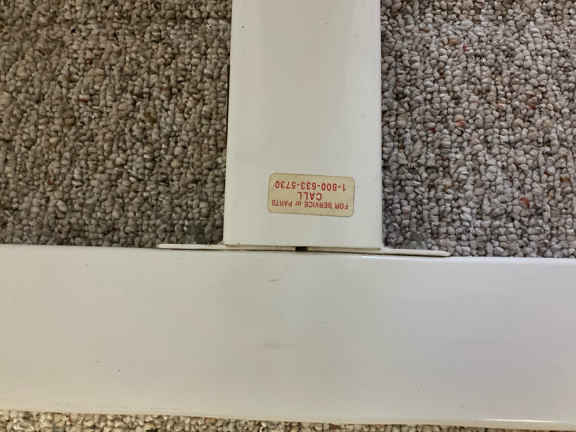 FOR SERVICE or PARTS
CALL
1-800-633-5730